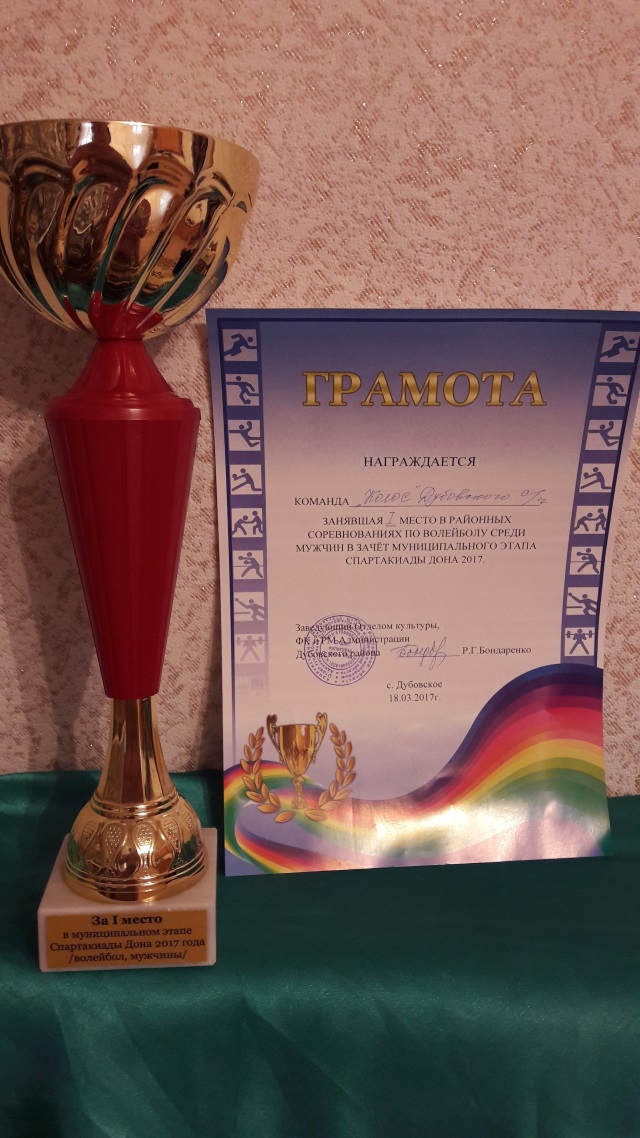 ГРАМОТА
НАГРАЖДАЕТСЯ
КОМАНДА „Колос" Дубовского
ЗАНЯВШАЯ I МЕСТО В РАЙОННЫХ
СОРЕВНОВАНИЯХ ПО ВОЛЕЙБОЛУ СРЕДИ
МУЖЧИН В ЗАЧЁТ МУНИЦИПАЛЬНОГО ЭТАПА
СПАРТАКИАДЫ ДОНА 2017.
Заведующий Отделом культуры,
ФК и РМ Администрации
Дубовского района Р.Г.Бондаренко
с. Дубовское
18.03.2017г.
За I место
в муниципальном этапе
Спартакиады Дона 2017 года
/волейбол, мужчины/